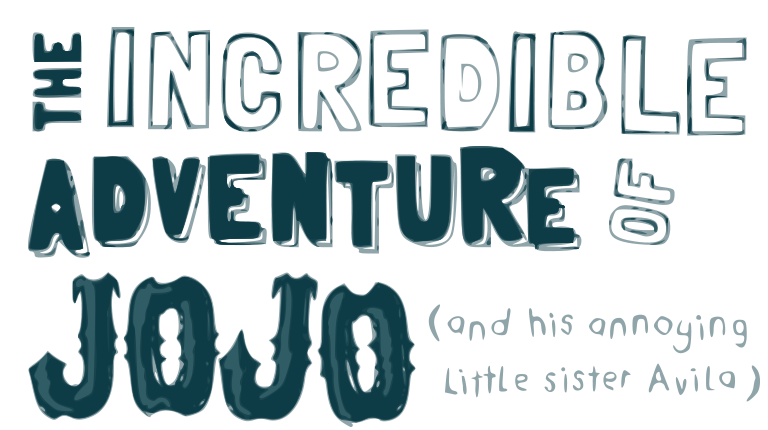 THE INCREDIBLE
ADVENTURE OF
JOJO
(and his annoying
Little sister Avila)